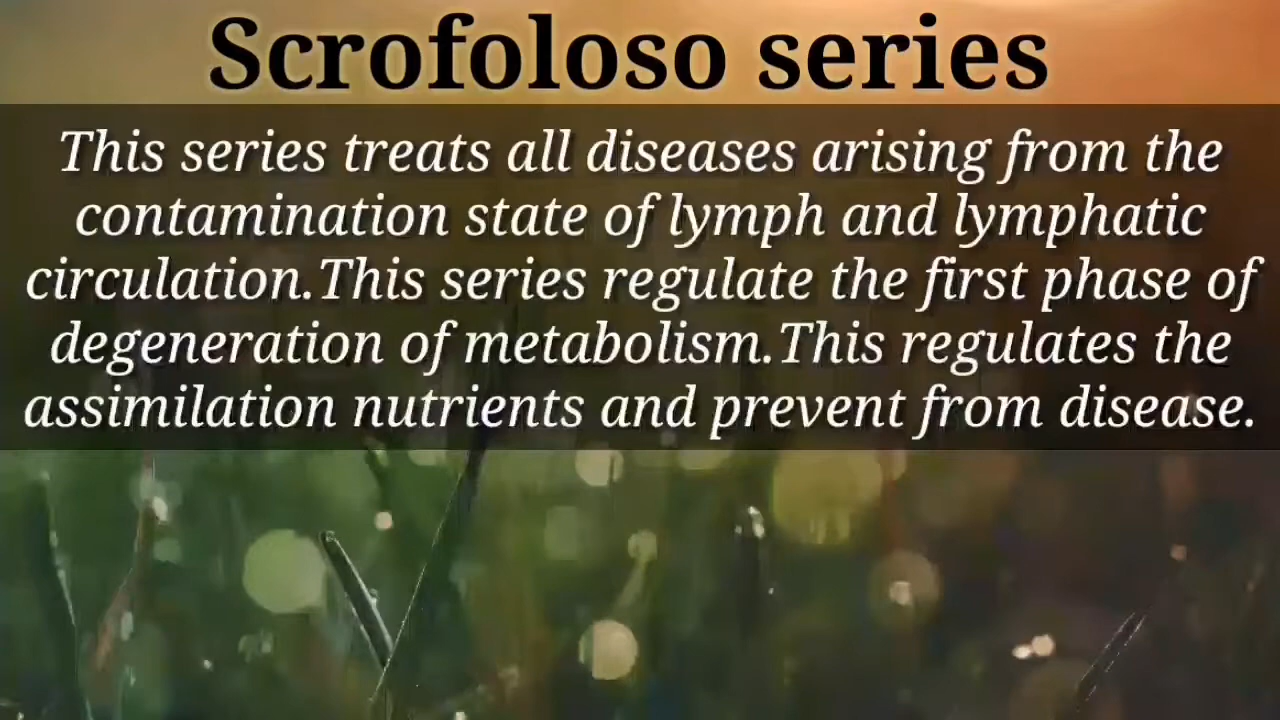 Scrofoloso series
This series treats all diseases arising from the
contamination state of lymph and lymphatic
circulation.This series regulate the first phase of
degeneration of metabolism.This regulates the
assimilation nutrients and prevent from disease.